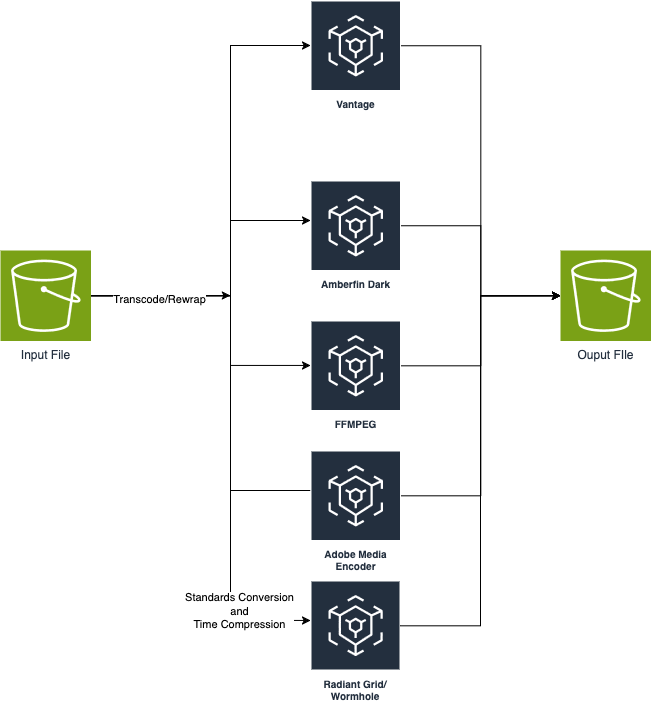 Vantage
Amberfin Dark
Transcode/Rewrap
Input File
Ouput FIle
FFMPEG
Adobe Media
Encoder
Standards Conversion
and
Time Compression
Radiant Grid/
Wormhole